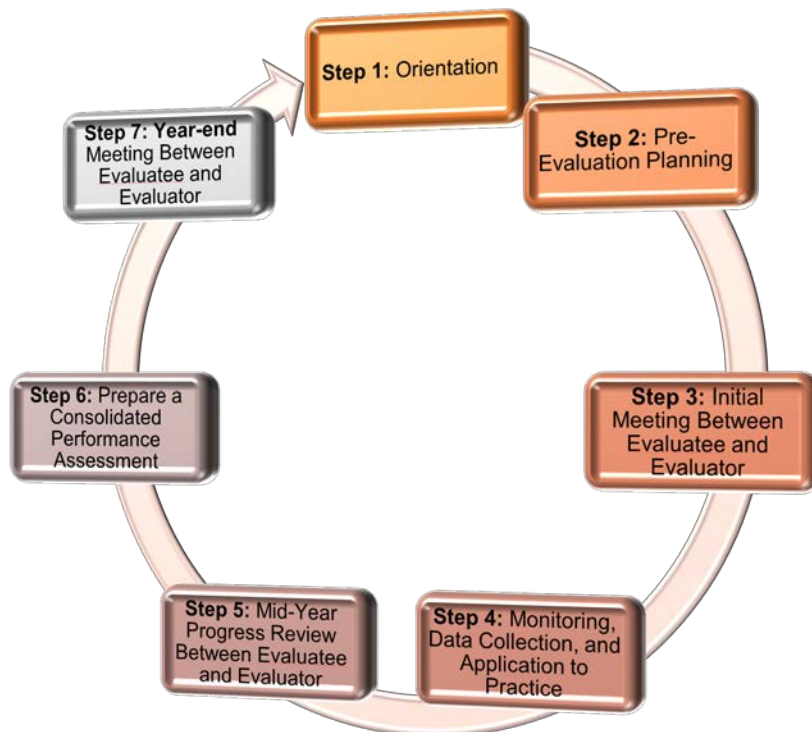 Step 1: Orientation
Step 2: Pre-
Evaluation Planning
Step 3: Initial
Meeting Between
Evaluatee and
Evaluator
Step 4: Monitoring,
Data Collection, and
Application to
Practice
Step 5: Mid-Year
Progress Review
Between Evaluatee
and Evaluator
Step 6: Prepare a
Consolidated
Performance
Assessment
Step 7: Year-end
Meeting Between
Evaluatee and
Evaluator